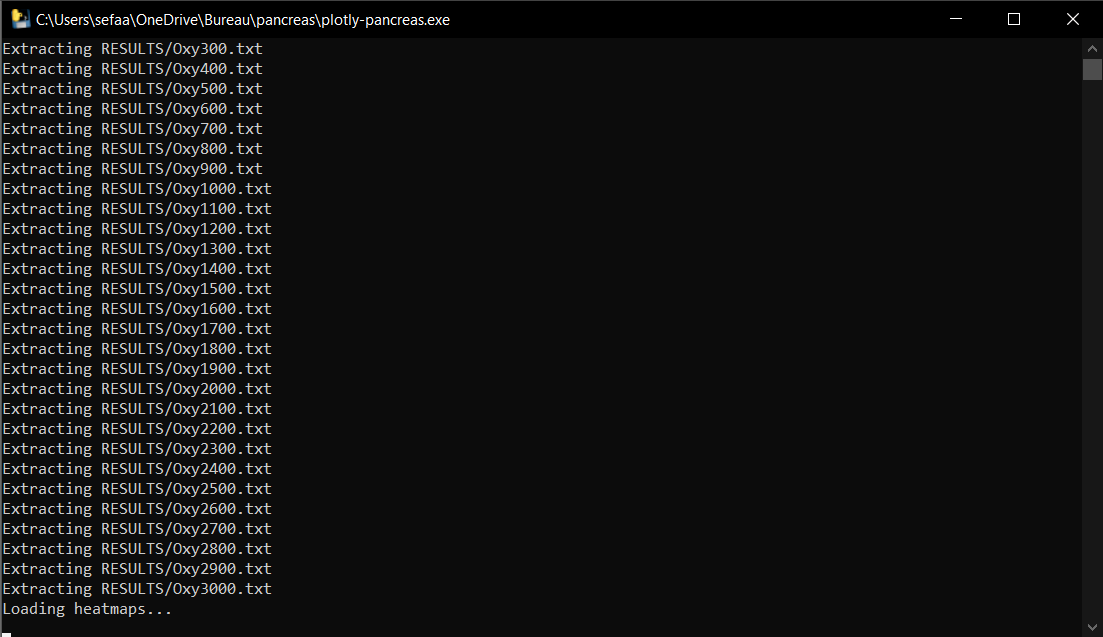 C:\Users\sefaa\OneDrive\Bureau\pancreas\plotly-pancreas.exe
Extracting RESULTS/Oxy300.txt
Extracting RESULTS/Oxy400.txt
Extracting RESULTS/Oxy500.txt
Extracting RESULTS/Oxy600.txt
Extracting RESULTS/Oxy700.txt
Extracting RESULTS/Oxy800.txt
Extracting RESULTS/Oxy900.txt
Extracting RESULTS/Oxy1000.txt
Extracting RESULTS/Oxy1100.txt
Extracting RESULTS/Oxy1200.txt
Extracting RESULTS/Oxy1300.txt
Extracting RESULTS/Oxy1400.txt
Extracting RESULTS/Oxy1500.txt
Extracting RESULTS/Oxy1600.txt
Extracting RESULTS/Oxy1700.txt
Extracting RESULTS/Oxy1800.txt
Extracting RESULTS/Oxy1900.txt
Extracting RESULTS/Oxy2000.txt
Extracting RESULTS/Oxy2100.txt
Extracting RESULTS/Oxy2200.txt
Extracting RESULTS/Oxy2300.txt
Extracting RESULTS/Oxy2400.txt
Extracting RESULTS/Oxy2500.txt
Extracting RESULTS/Oxy2600.txt
Extracting RESULTS/Oxy2700.txt
Extracting RESULTS/Oxy2800.txt
Extracting RESULTS/Oxy2900.txt
Extracting RESULTS/Oxy3000.txt
Loading heatmaps...